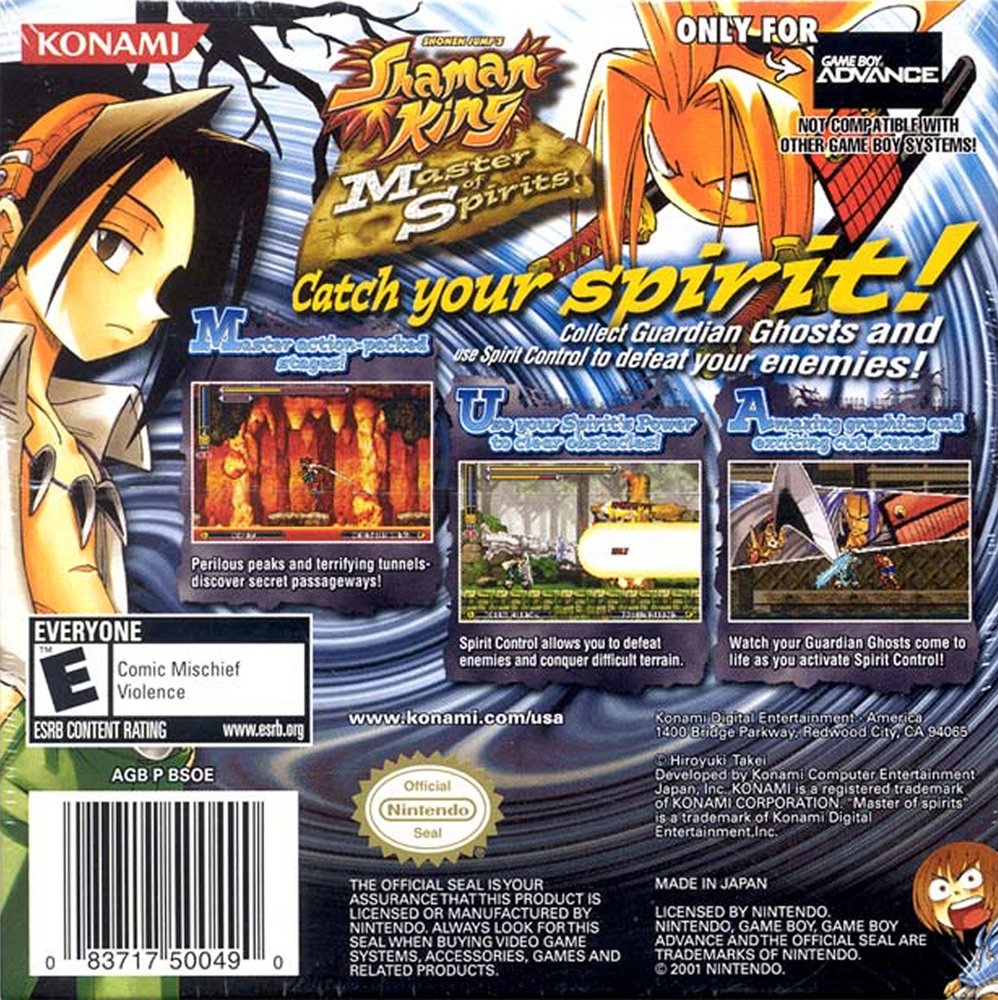 KONAMI
SHONEN JUMP'S
Shaman
King
Master
of
Spirits
ONLY FOR
GAME BOY
ADVANCE
NOT COMPATIBLE WITH
OTHER GAME BOY SYSTEMS!
Catch your spirit!
Collect Guardian Ghosts and
use Spirit Control to defeat your enemies!
Master action-packed
stages!
Perilous peaks and terrifying tunnels-
discover secret passageways!
Use your Spirit's Power
to clear obstacles!
Spirit Control allows you to defeat
enemies and conquer difficult terrain.
Amazing graphics and
exciting cut scenes!
Watch your Guardian Ghosts come to
life as you activate Spirit Control!
EVERYONE
E
TM
Comic Mischief
Violence
ESRB CONTENT RATING www.esrb.org
AGB P BSOE
0 83717 50049 0
www.konami.com/usa
Official
Nintendo
Seal
THE OFFICIAL SEAL IS YOUR
ASSURANCE THAT THIS PRODUCT IS
LICENSED OR MANUFACTURED BY
NINTENDO. ALWAYS LOOK FOR THIS
SEAL WHEN BUYING VIDEO GAME
SYSTEMS, ACCESSORIES, GAMES AND
RELATED PRODUCTS.
Konami Digital Entertainment - America
1400 Bridge Parkway, Redwood City, CA 94065
© Hiroyuki Takei
Developed by Konami Computer Entertainment
Japan, Inc. KONAMI is a registered trademark
of KONAMI CORPORATION. "Master of spirits"
is a trademark of Konami Digital
Entertainment,Inc.
MADE IN JAPAN
LICENSED BY NINTENDO.
NINTENDO, GAME BOY, GAME BOY
ADVANCE AND THE OFFICIAL SEAL ARE
TRADEMARKS OF NINTENDO.
© 2001 NINTENDO.